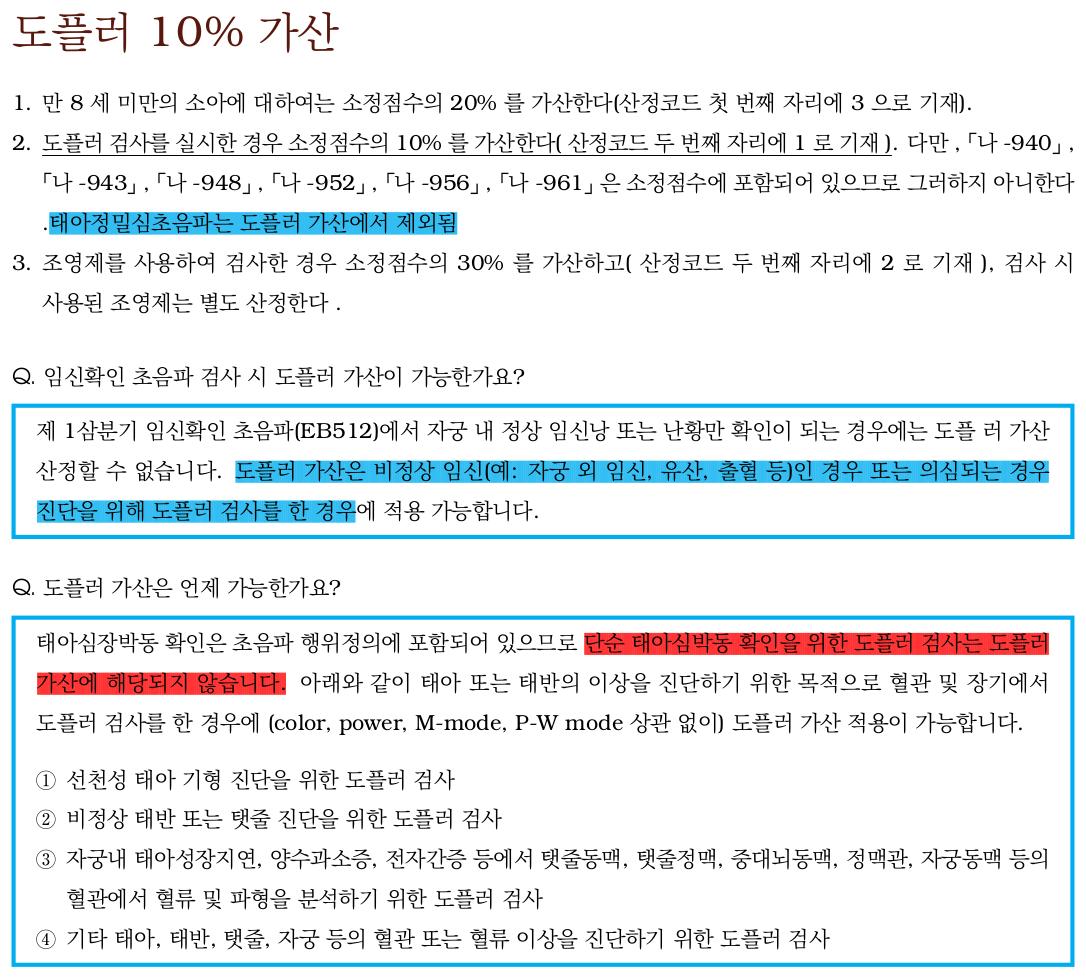 도플러 10% 가산
1. 만 8 세 미만의 소아에 대하여는 소정점수의 20% 를 가산한다(산정코드 첫 번째 자리에 3 으로 기재).
2. 도플러 검사를 실시한 경우 소정점수의 10% 를 가산한다( 산정코드 두 번째 자리에 1 로 기재 ). 다만 ,「나 -940」,
「나 -943」,「나 -948」,「나 -952」,「나 -956」,「나 -961」은 소정점수에 포함되어 있으므로 그러하지 아니한다
.태아정밀심초음파는 도플러 가산에서 제외됨
3. 조영제를 사용하여 검사한 경우 소정점수의 30% 를 가산하고( 산정코드 두 번째 자리에 2 로 기재 ), 검사 시
사용된 조영제는 별도 산정한다 .
Q. 임신확인 초음파 검사 시 도플러 가산이 가능한가요?
제 1삼분기 임신확인 초음파(EB512)에서 자궁 내 정상 임신낭 또는 난황만 확인이 되는 경우에는 도플 러 가산
산정할 수 없습니다. 도플러 가산은 비정상 임신(예: 자궁 외 임신, 유산, 출혈 등)인 경우 또는 의심되는 경우
진단을 위해 도플러 검사를 한 경우에 적용 가능합니다.
Q. 도플러 가산은 언제 가능한가요?
태아심장박동 확인은 초음파 행위정의에 포함되어 있으므로 단순 태아심박동 확인을 위한 도플러 검사는 도플러
가산에 해당되지 않습니다. 아래와 같이 태아 또는 태반의 이상을 진단하기 위한 목적으로 혈관 및 장기에서
도플러 검사를 한 경우에 (color, power, M-mode, P-W mode 상관 없이) 도플러 가산 적용이 가능합니다.
① 선천성 태아 기형 진단을 위한 도플러 검사
② 비정상 태반 또는 탯줄 진단을 위한 도플러 검사
③ 자궁내 태아성장지연, 양수과소증, 전자간증 등에서 탯줄동맥, 탯줄정맥, 중대뇌동맥, 정맥관, 자궁동맥 등의
혈관에서 혈류 및 파형을 분석하기 위한 도플러 검사
④ 기타 태아, 태반, 탯줄, 자궁 등의 혈관 또는 혈류 이상을 진단하기 위한 도플러 검사